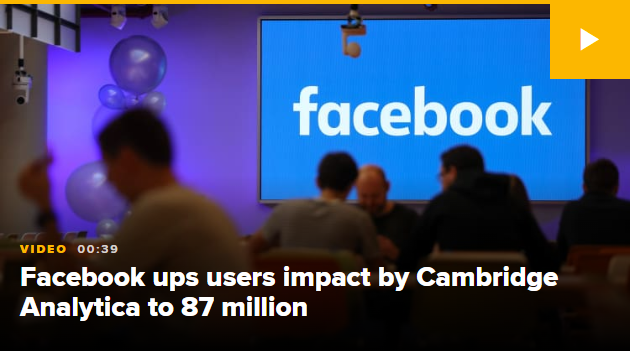 facebook
VIDEO 00:39
Facebook ups users impact by Cambridge
Analytica to 87 million